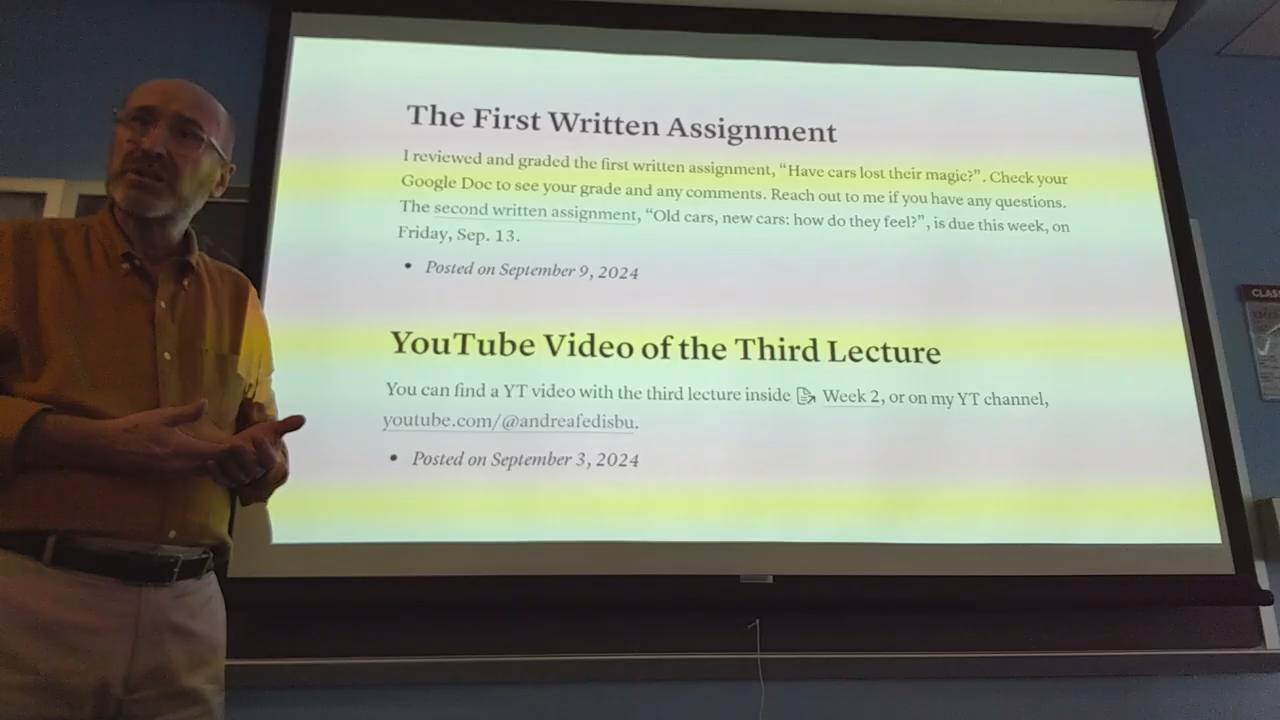 The First Written Assignment
I reviewed and graded the first written assignment, “Have cars lost their magic?”. Check your
Google Doc to see your grade and any comments. Reach out to me if you have any questions.
The second written assignment, “Old cars, new cars: how do they feel?”, is due this week, on
Friday, Sep. 13.
• Posted on September 9, 2024
YouTube Video of the Third Lecture
You can find a YT video with the third lecture inside Week 2, or on my YT channel,
youtube.com/@andreafedisbu.
• Posted on September 3, 2024